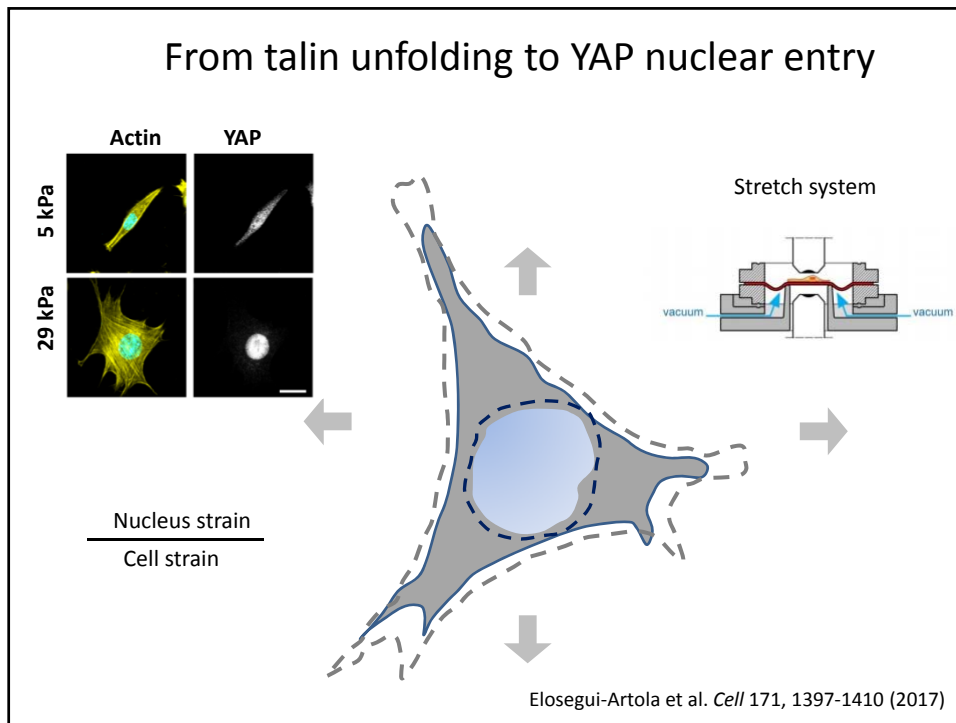 From talin unfolding to YAP nuclear entry
Actin YAP
5 kPa
29 kPa
Stretch system
vacuum vacuum
Nucleus strain
Cell strain
Elosegui-Artola et al. Cell 171, 1397-1410 (2017)